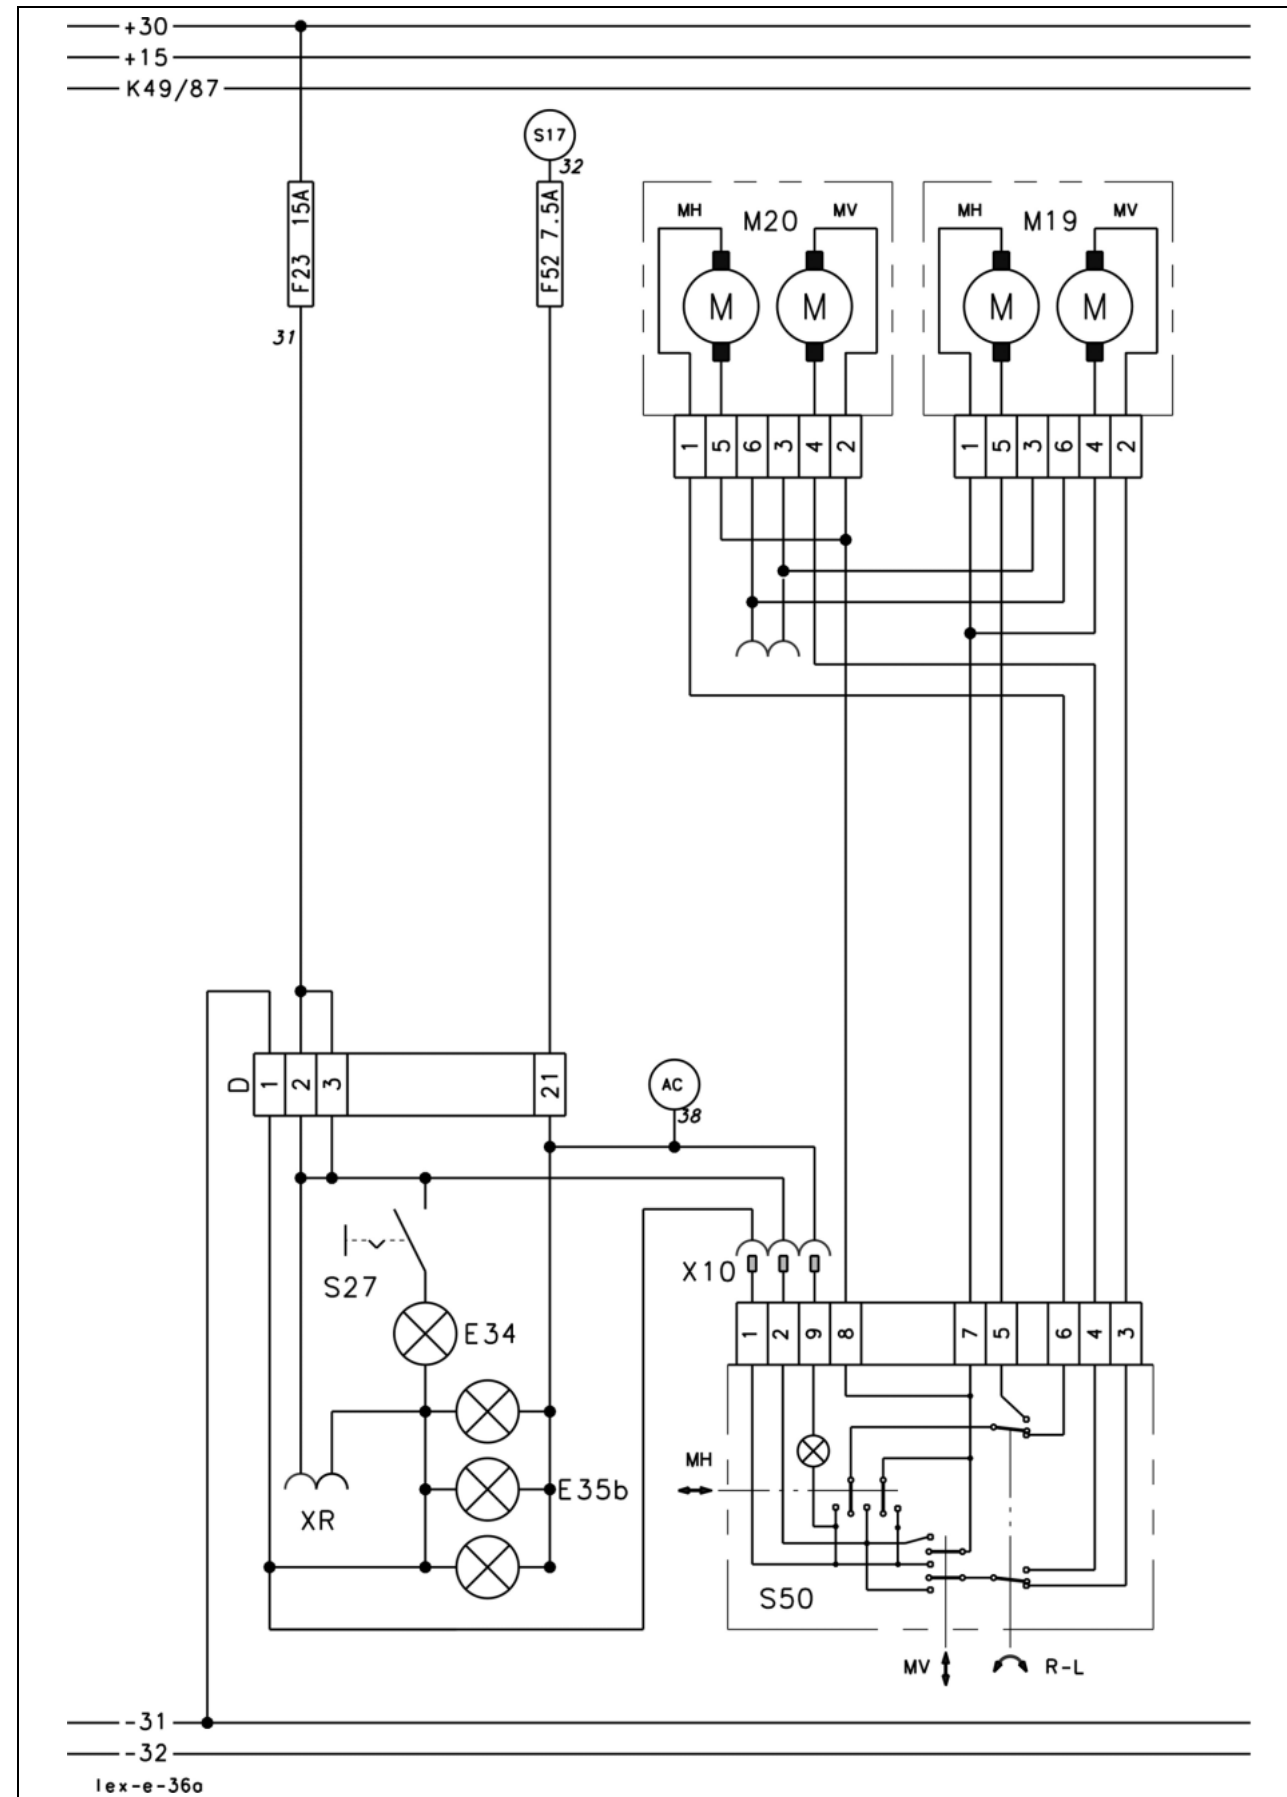 +30
+15
K49/87
S17
32
F23 15A
F52 7.5A
MH M20 MV
MH M19 MV
M M M M
31
1 5 6 3 4 2
1 5 3 6 4 2
D 1 2 3 21
AC
38
S27
X10
E34
1 2 9 8 7 5 6 4 3
MH
E35b
XR
S50
MV R-L
-31
-32
lex-e-36a